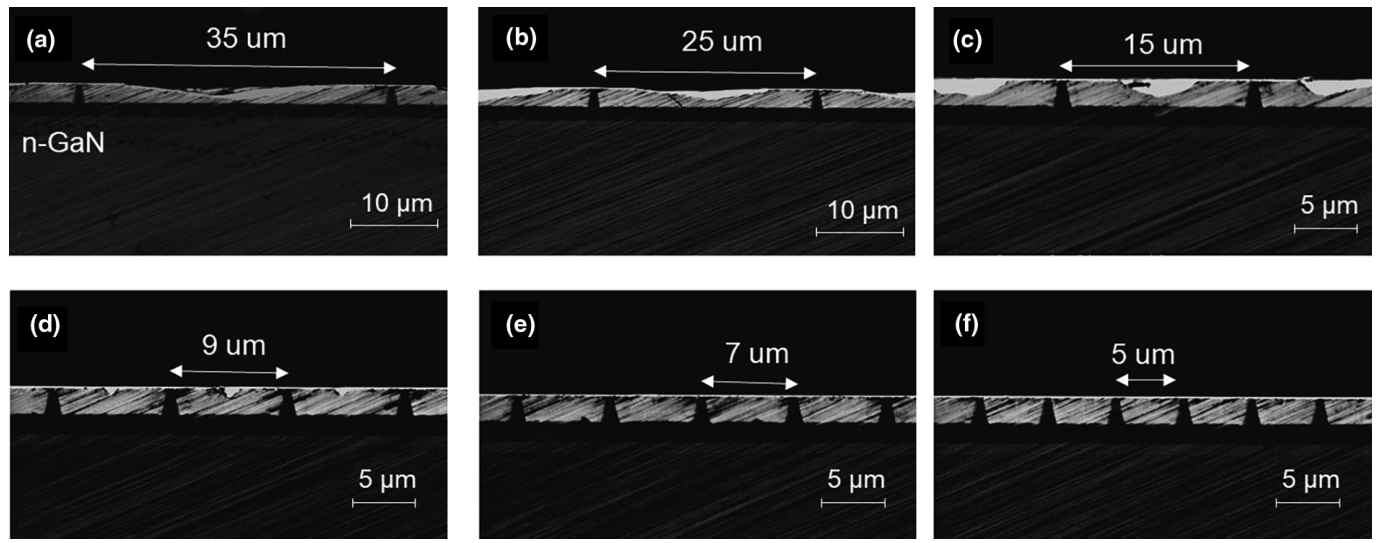 (a)
35 um
n-GaN
10 µm
(b)
25 um
10 µm
(c)
15 um
5 µm
(d)
9 um
5 µm
(e)
7 um
5 µm
(f)
5 um
5 µm